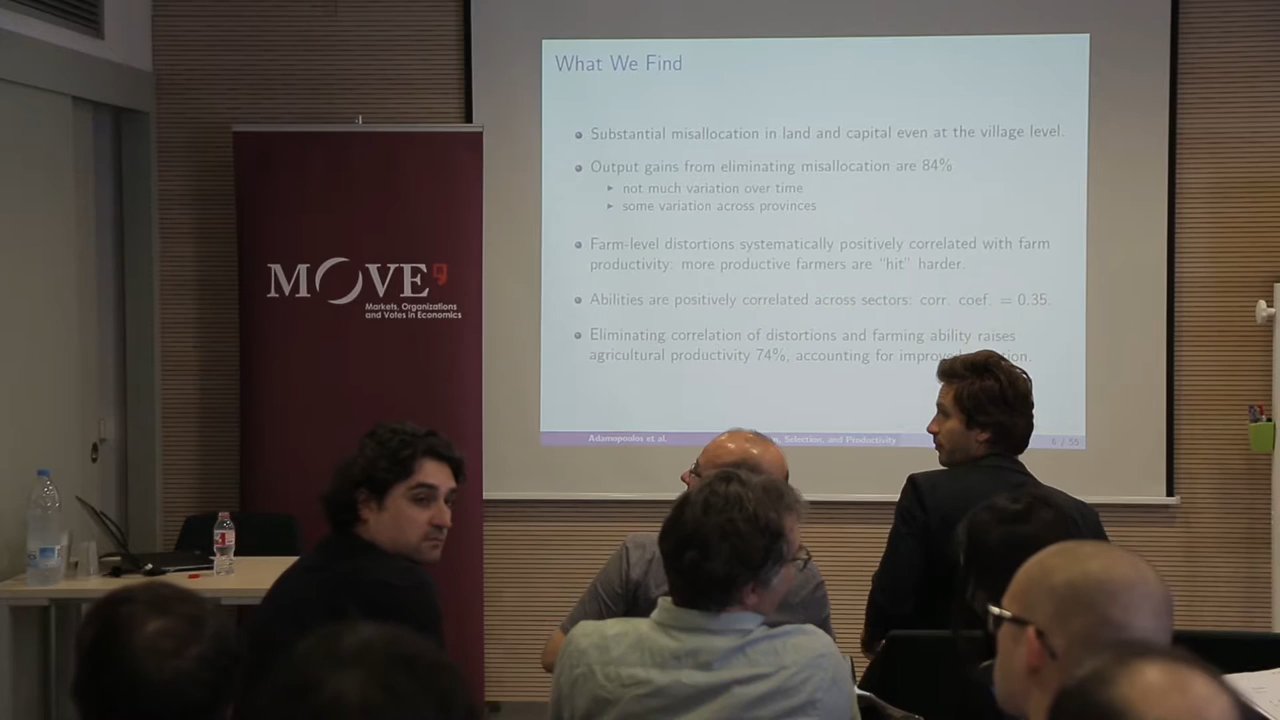 What We Find
Substantial misallocation in land and capital even at the village level.
Output gains from eliminating misallocation are 84%
not much variation over time
some variation across provinces
Farm-level distortions systematically positively correlated with farm
productivity: more productive farmers are "hit" harder.
Abilities are positively correlated across sectors: corr. coef. = 0.35.
Eliminating correlation of distortions and farming ability raises
agricultural productivity 74%, accounting for
Adamopoulos et al.
Selection, and Productivity
6 / 55
MOVE
Markets, Organizations
and Votes in Economics